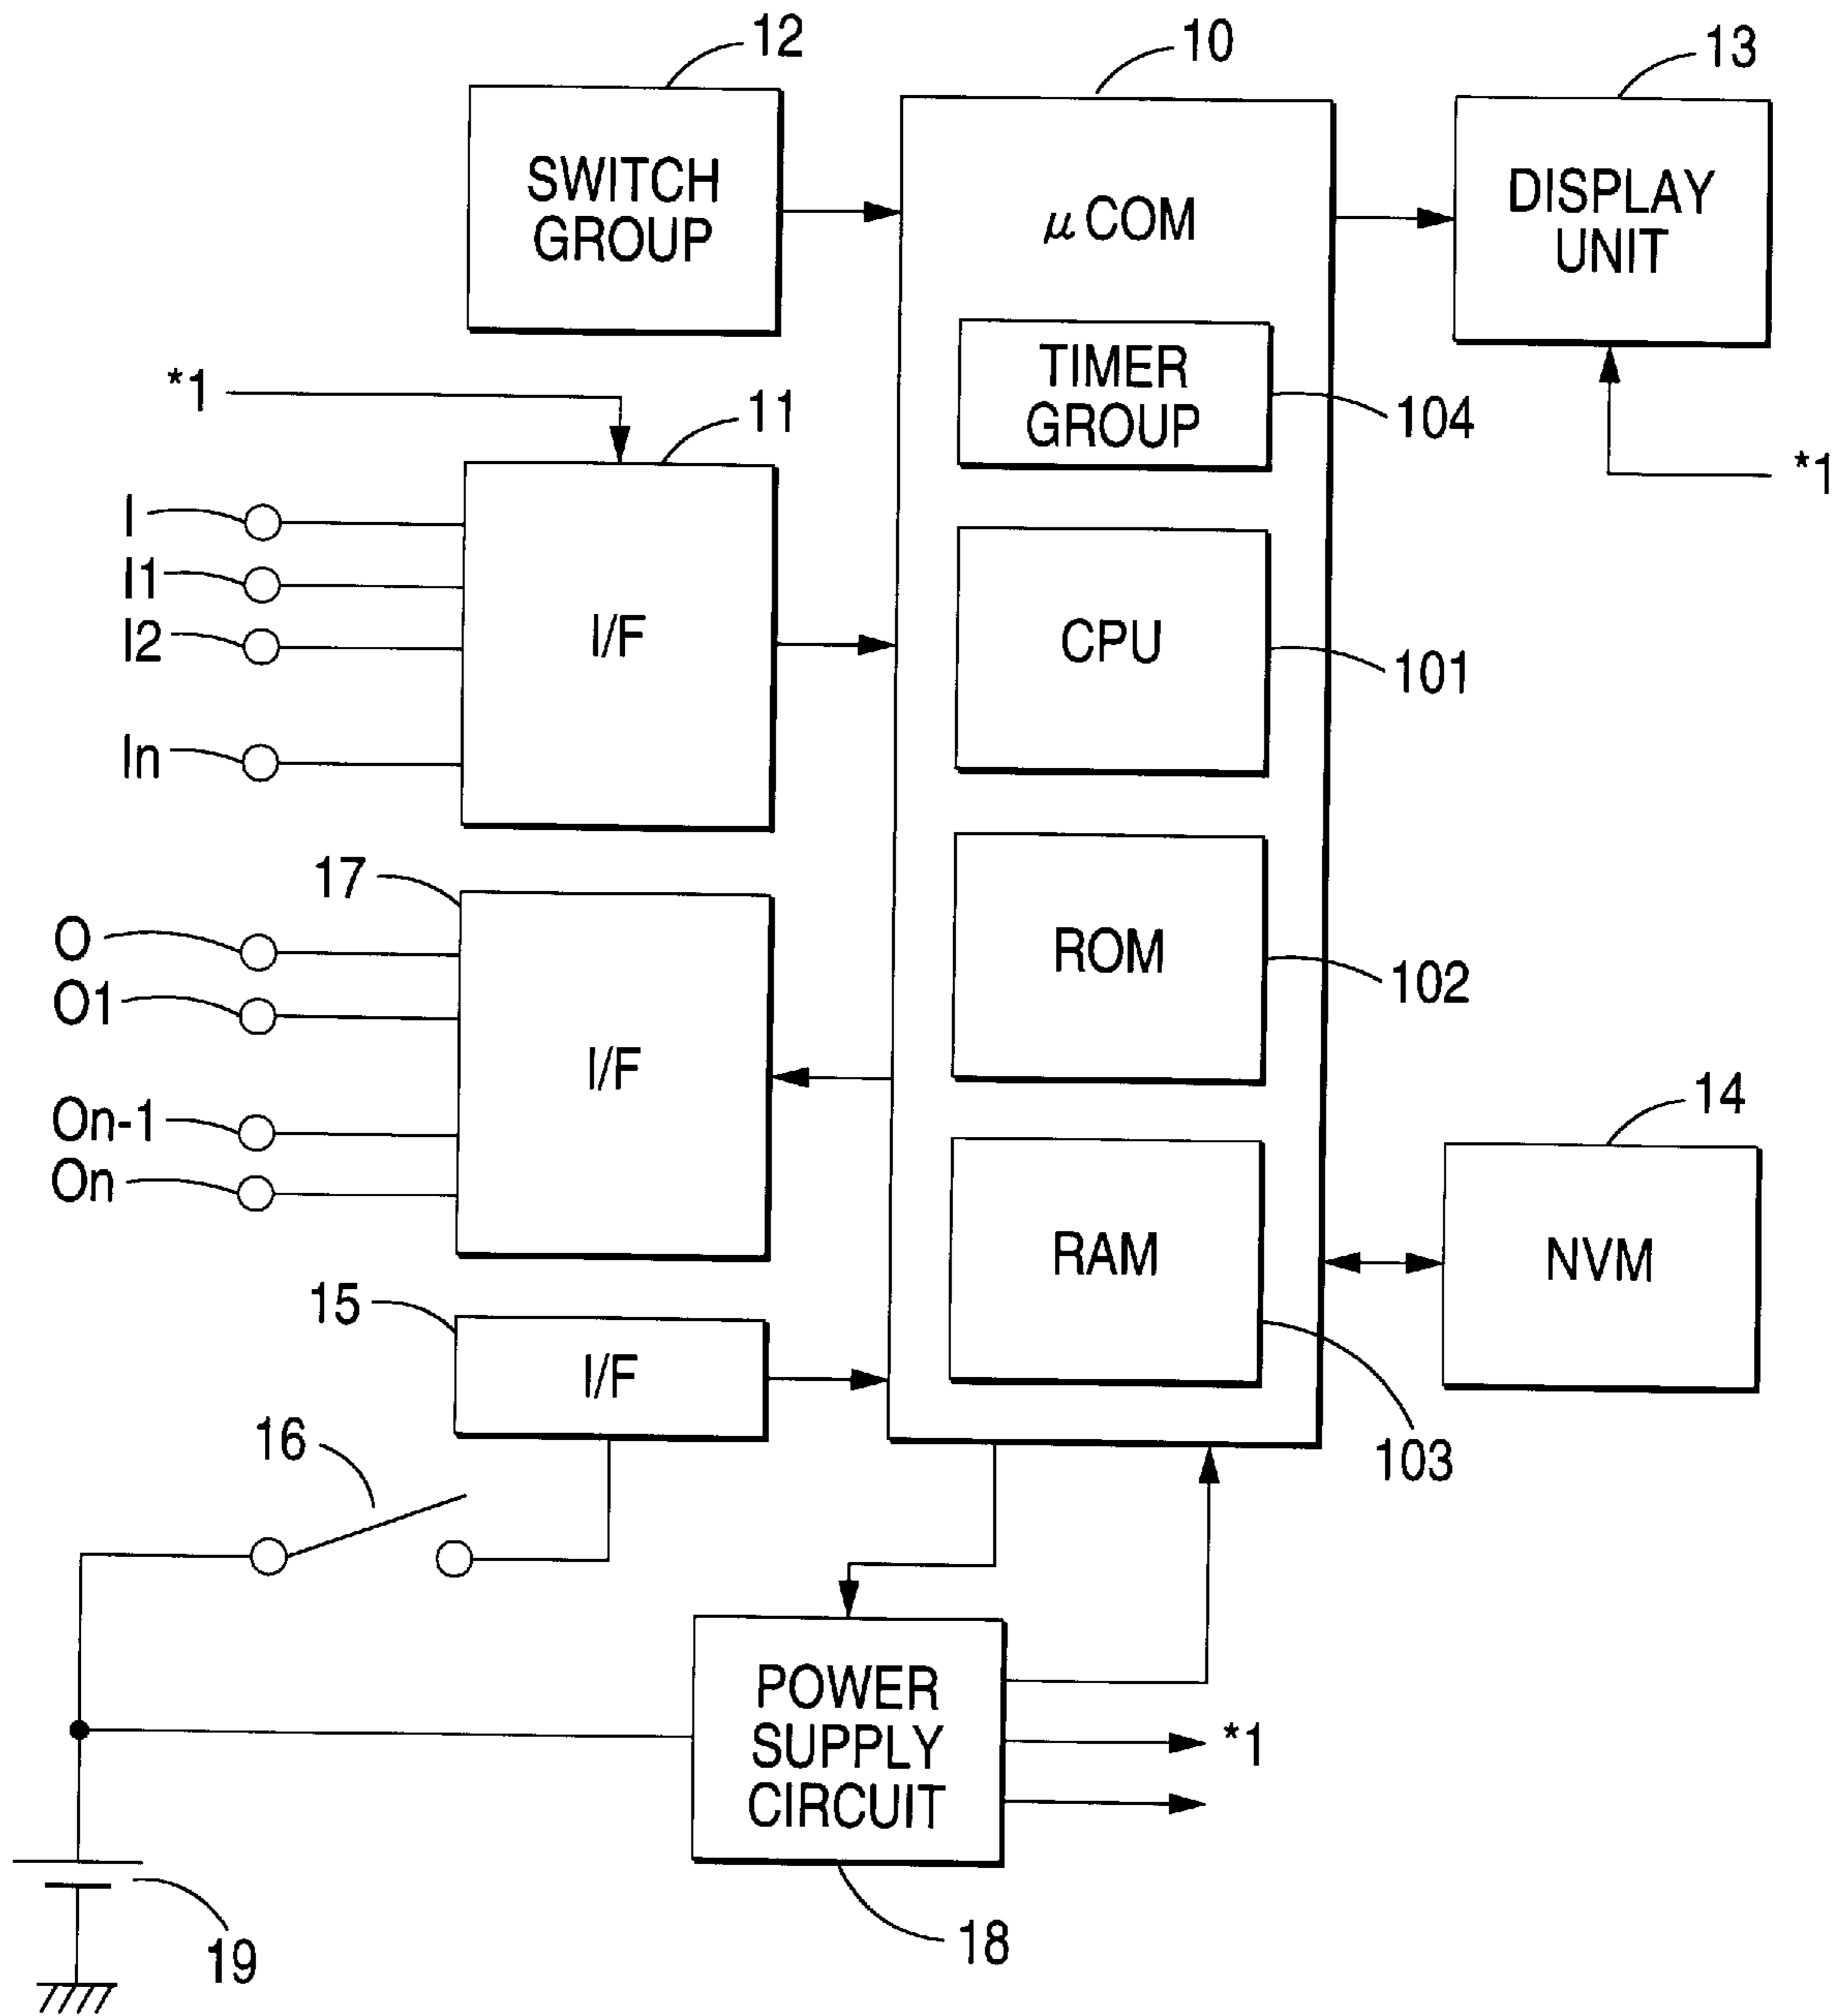 12
10
13
SWITCH
GROUP
μCOM
DISPLAY
UNIT
TIMER
GROUP
104
*1
11
*1
I
I1
I2
In
I/F
CPU
101
17
O
O1
On-1
On
I/F
ROM
102
14
NVM
RAM
103
15
I/F
16
POWER
SUPPLY
CIRCUIT
*1
18
19